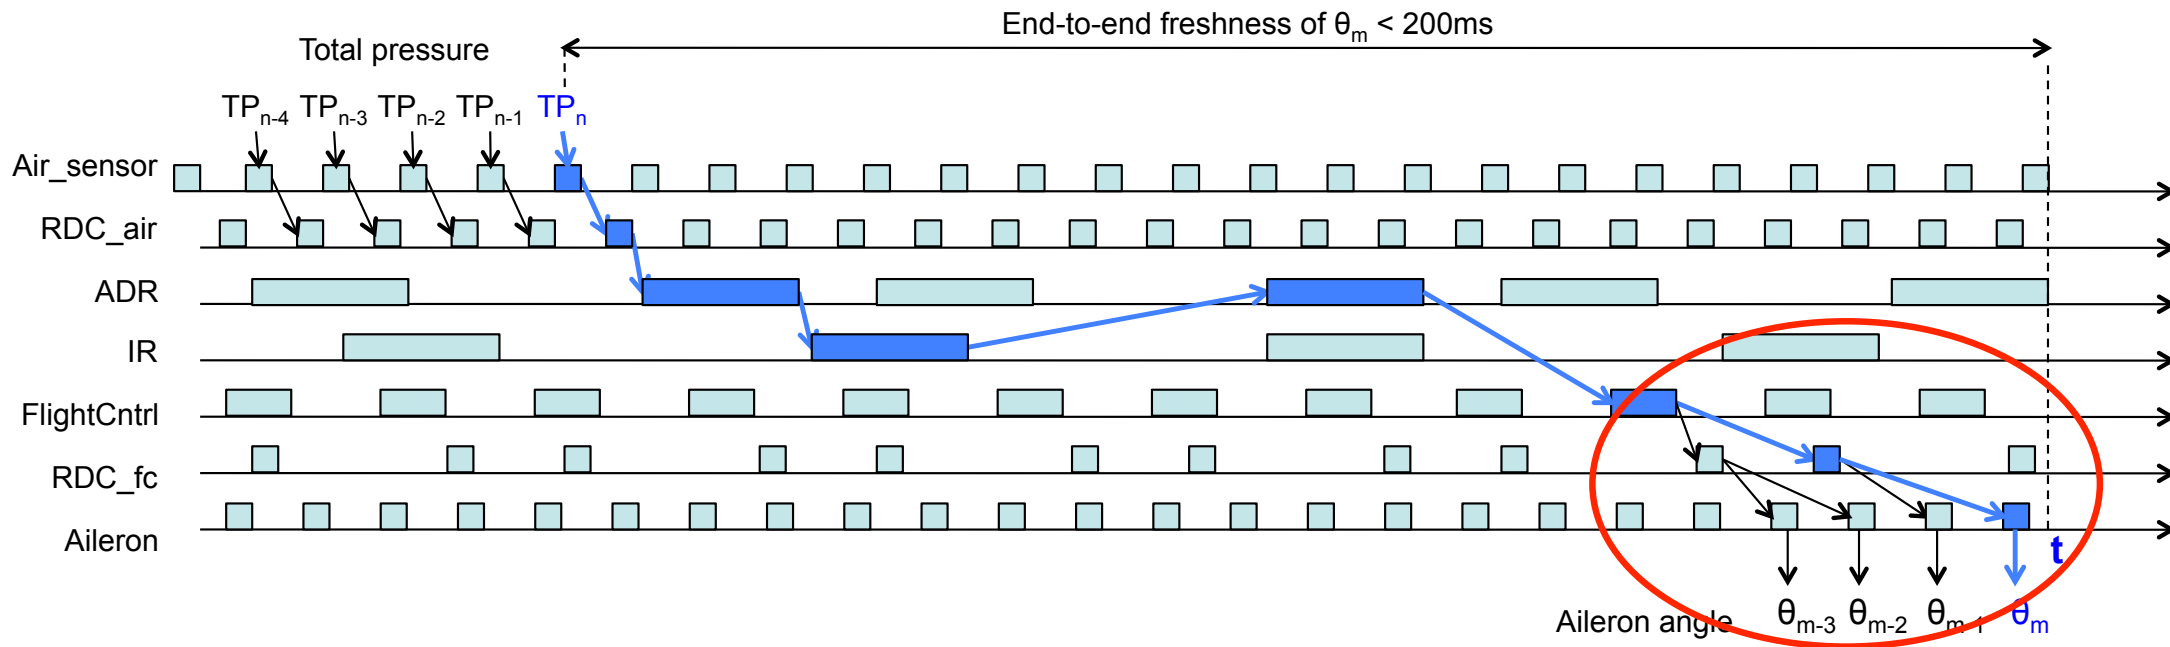 End-to-end freshness of θm < 200ms
Total pressure
TPn-4 TPn-3 TPn-2 TPn-1 TPn
Air_sensor
RDC_air
ADR
IR
FlightCntrl
RDC_fc
Aileron
t
Aileron angle θm-3 θm-2 θm-1 θm